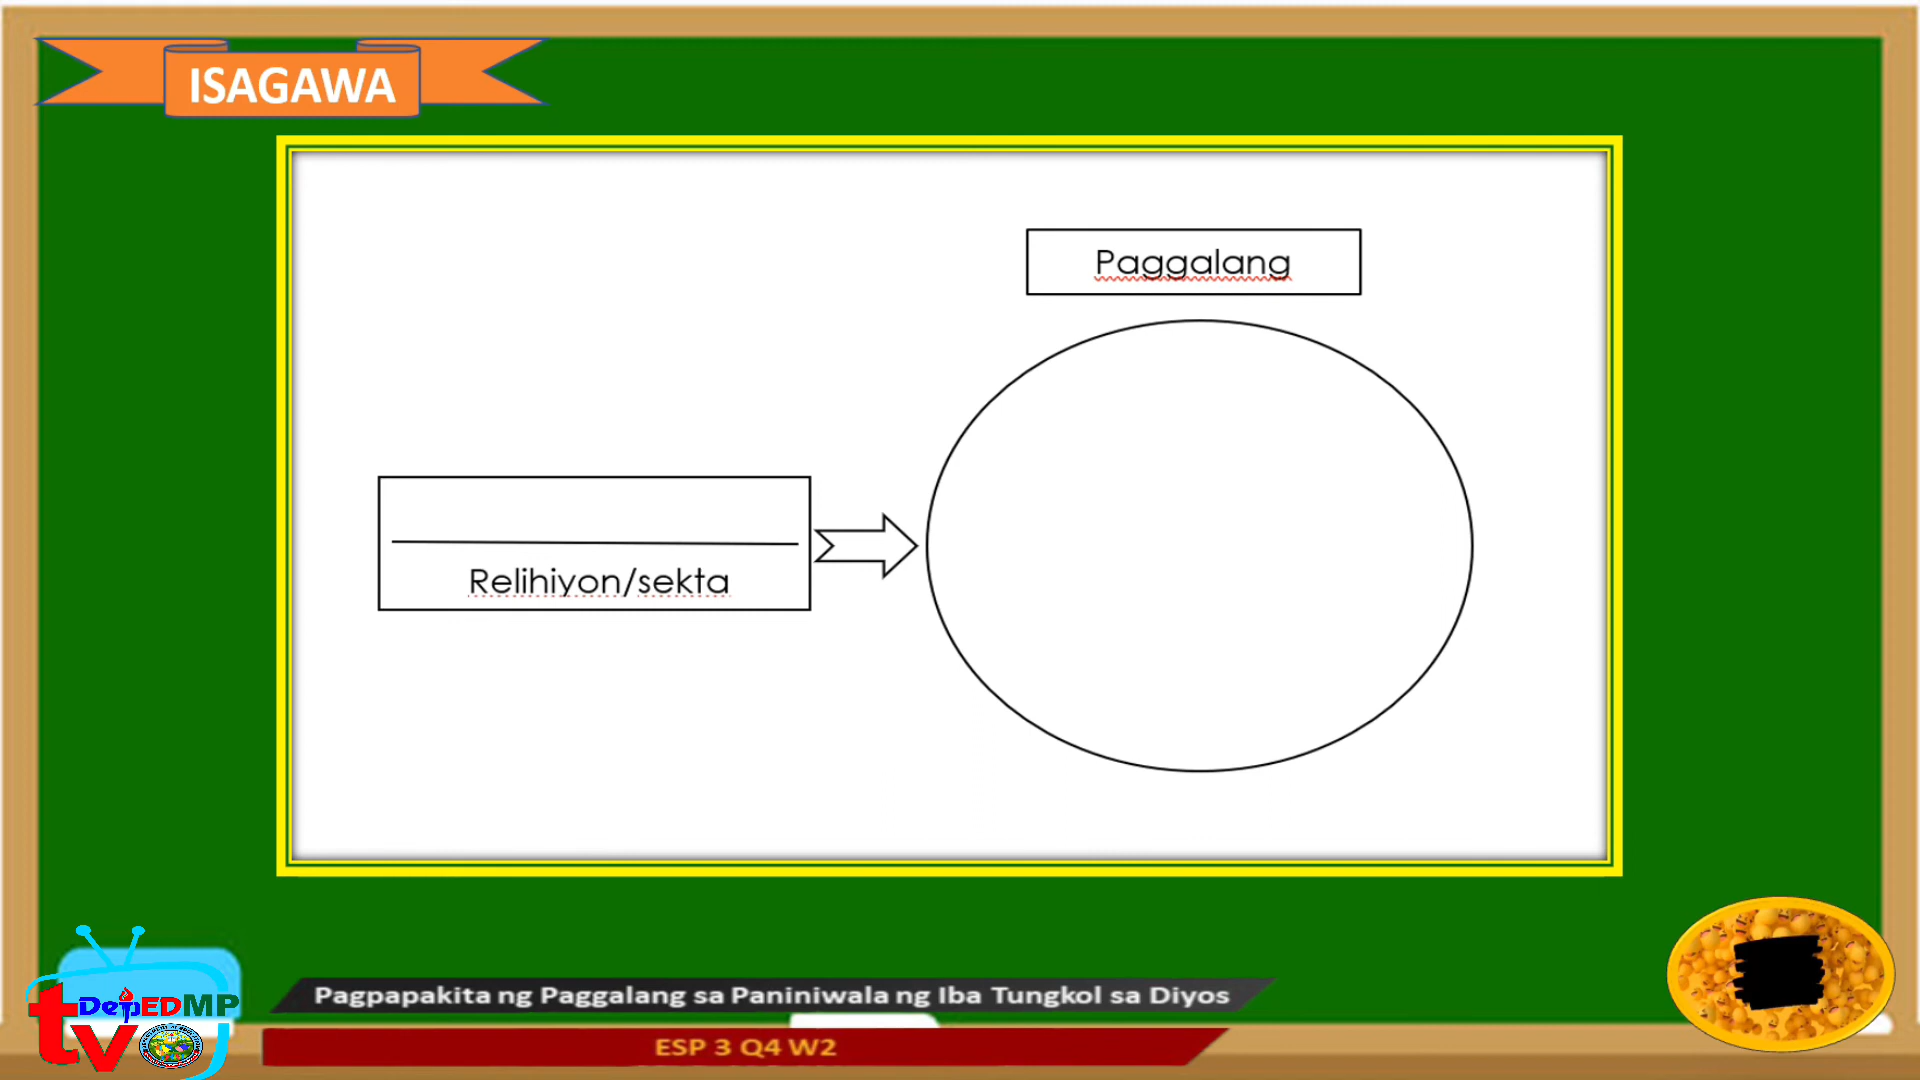 ISAGAWA
Paggalang
Relihiyon/sekta
Pagpapakita ng Paggalang sa Paniniwala ng Iba Tungkol sa Diyos
DepEDMP
tv
ESP 3 Q4 W2